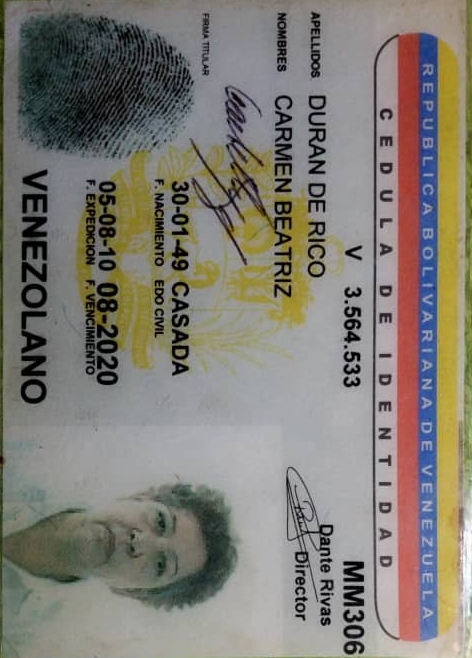 REPUBLICA BOLIVARIANA DE VENEZUELA
CEDULA DE IDENTIDAD
V 3.564.533
MM306
APELLIDOS DURAN DE RICO
NOMBRES CARMEN BEATRIZ
Dante Rivas
Director
FIRMA TITULAR
30-01-49 CASADA
F. NACIMIENTO EDO CIVIL
05-08-10 08-2020
F. EXPEDICION F. VENCIMIENTO
VENEZOLANO